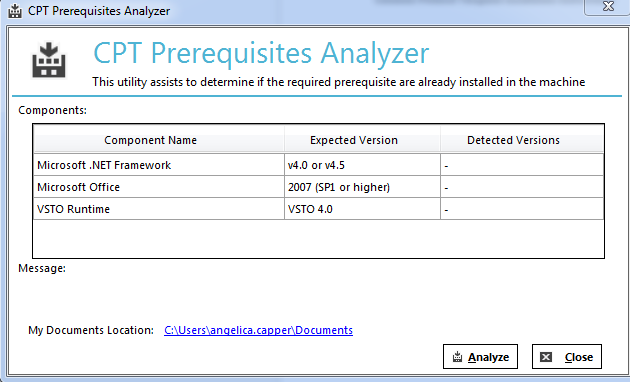 CPT Prerequisites Analyzer
CPT Prerequisites Analyzer
This utility assists to determine if the required prerequisite are already installed in the machine
Components:
Component Name Expected Version Detected Versions
Microsoft .NET Framework v4.0 or v4.5 -
Microsoft Office 2007 (SP1 or higher) -
VSTO Runtime VSTO 4.0 -
Message:
My Documents Location: C:\Users\angelica.capper\Documents
Analyze Close